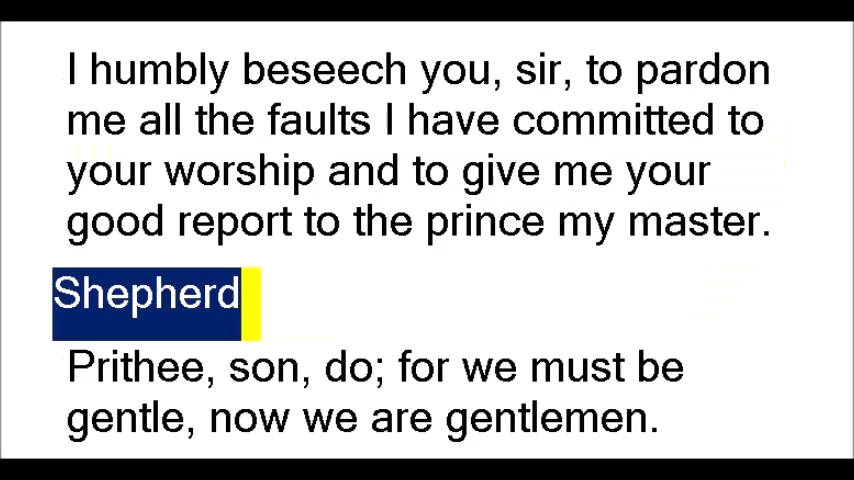 I humbly beseech you, sir, to pardon
me all the faults I have committed to
your worship and to give me your
good report to the prince my master.
Shepherd
Prithee, son, do; for we must be
gentle, now we are gentlemen.